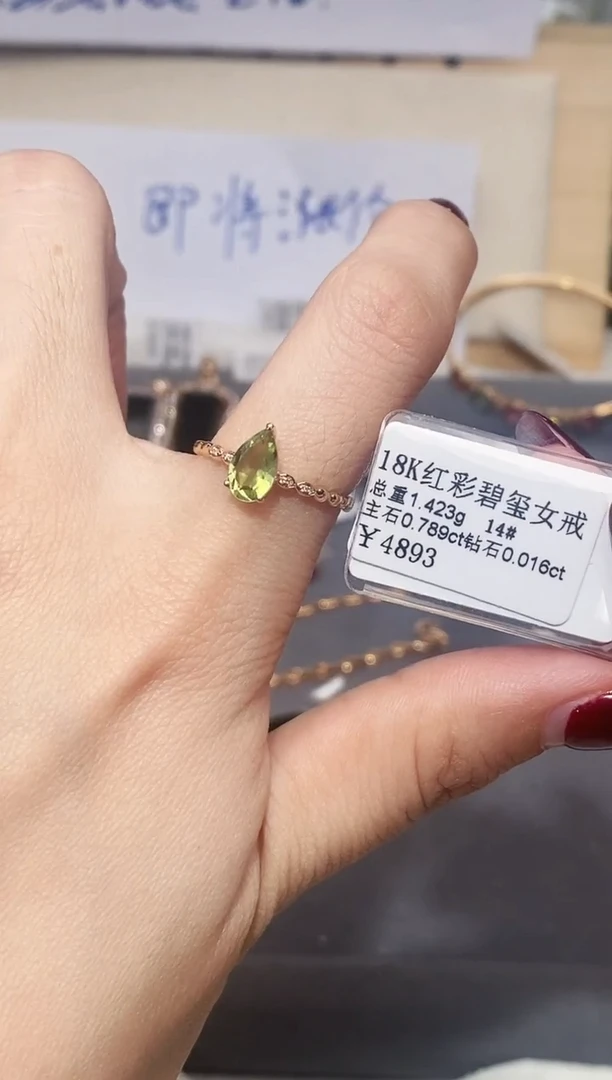 即将涨价
18K红彩碧玺女戒
总重1.423g 14#
主石0.789ct钻石0.016ct
¥4893